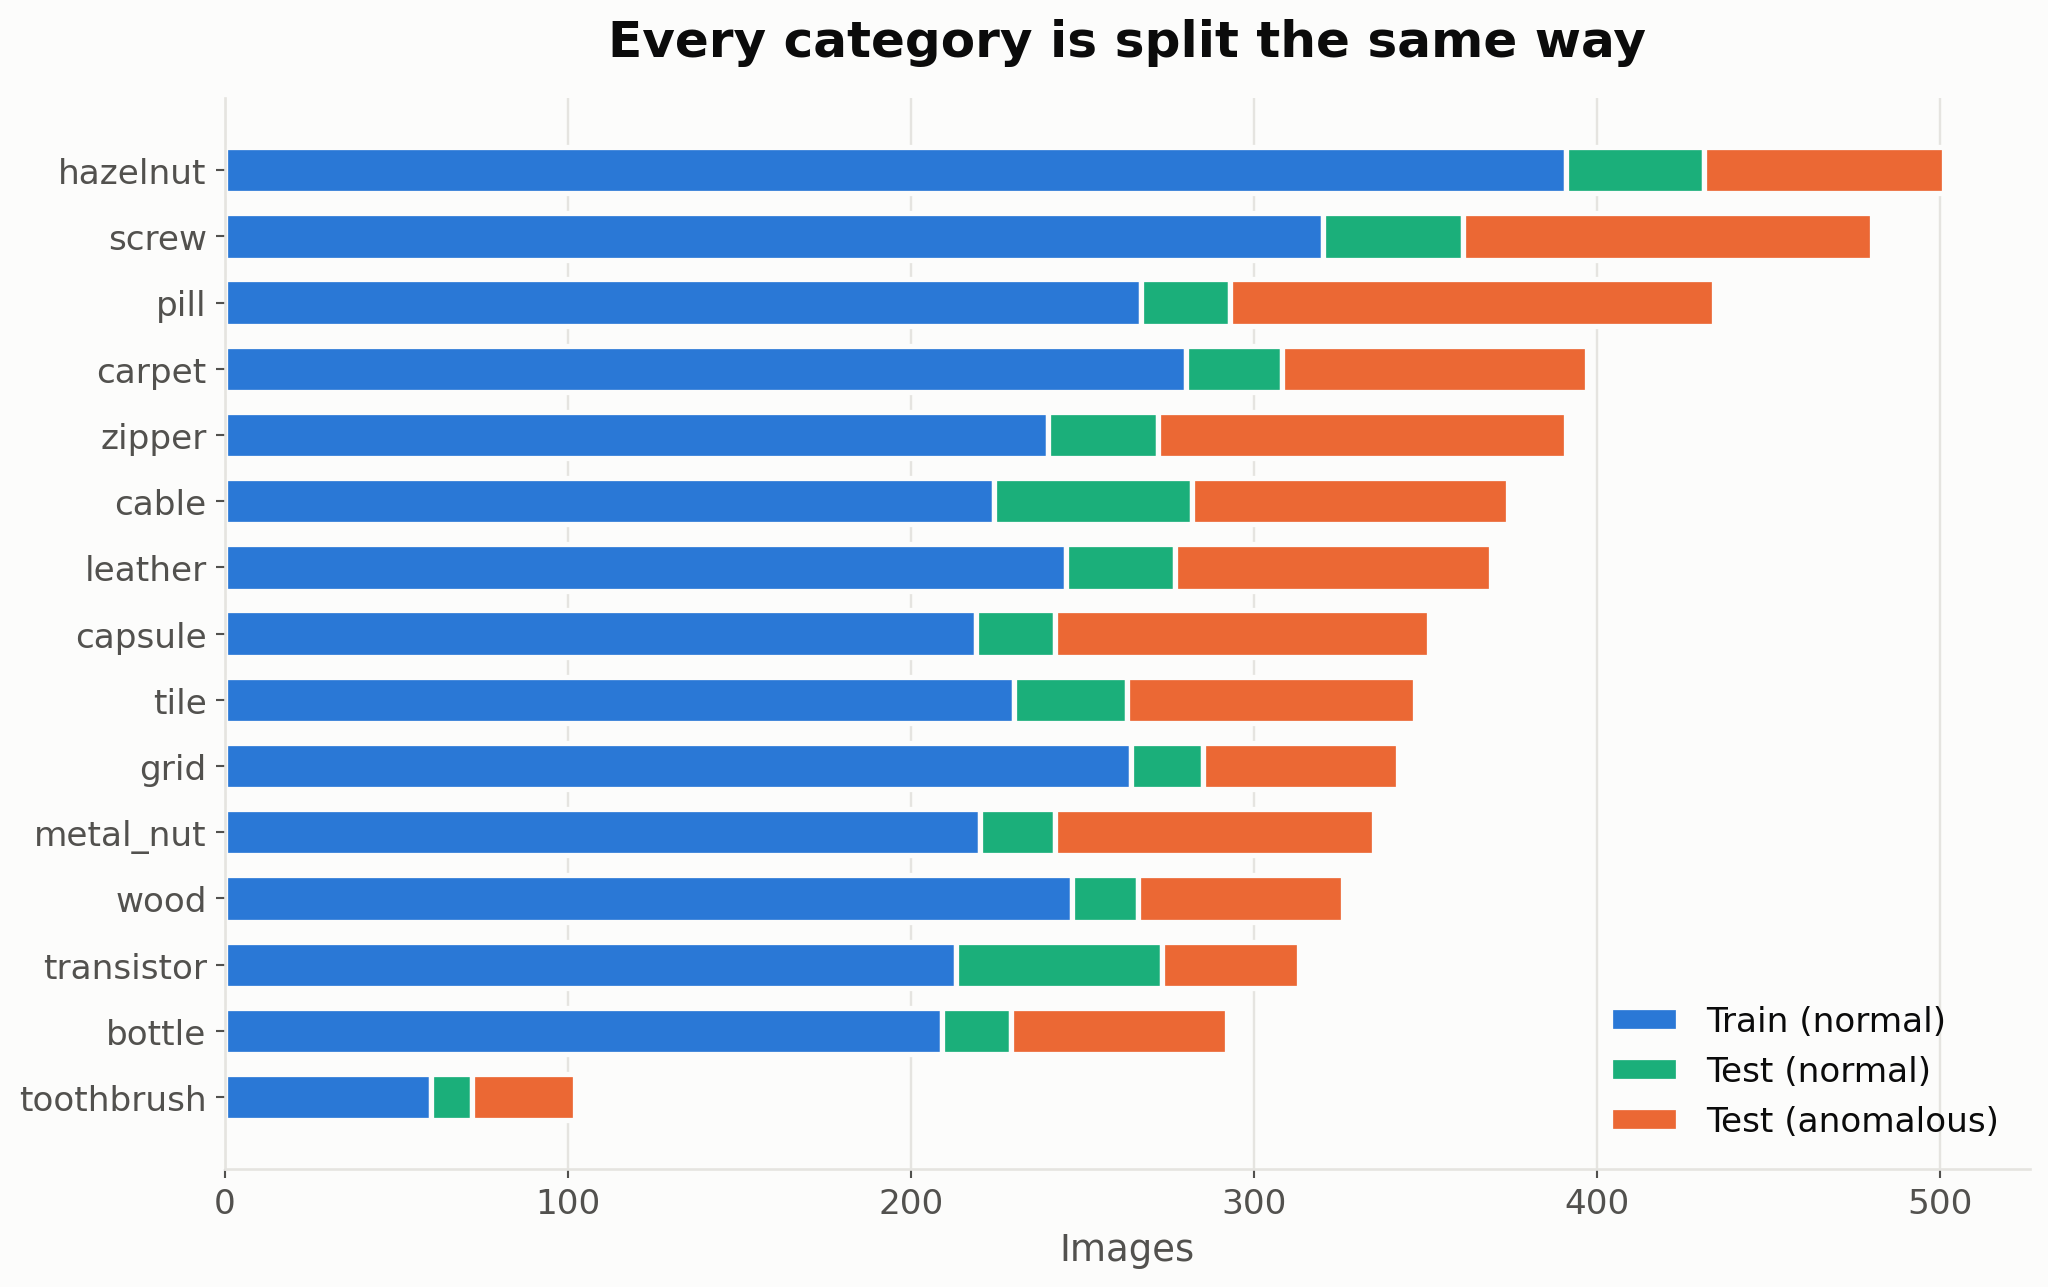 Every category is split the same way
hazelnut
screw
pill
carpet
zipper
cable
leather
capsule
tile
grid
metal_nut
wood
transistor
bottle
toothbrush
Train (normal)
Test (normal)
Test (anomalous)
0 100 200 300 400 500
Images